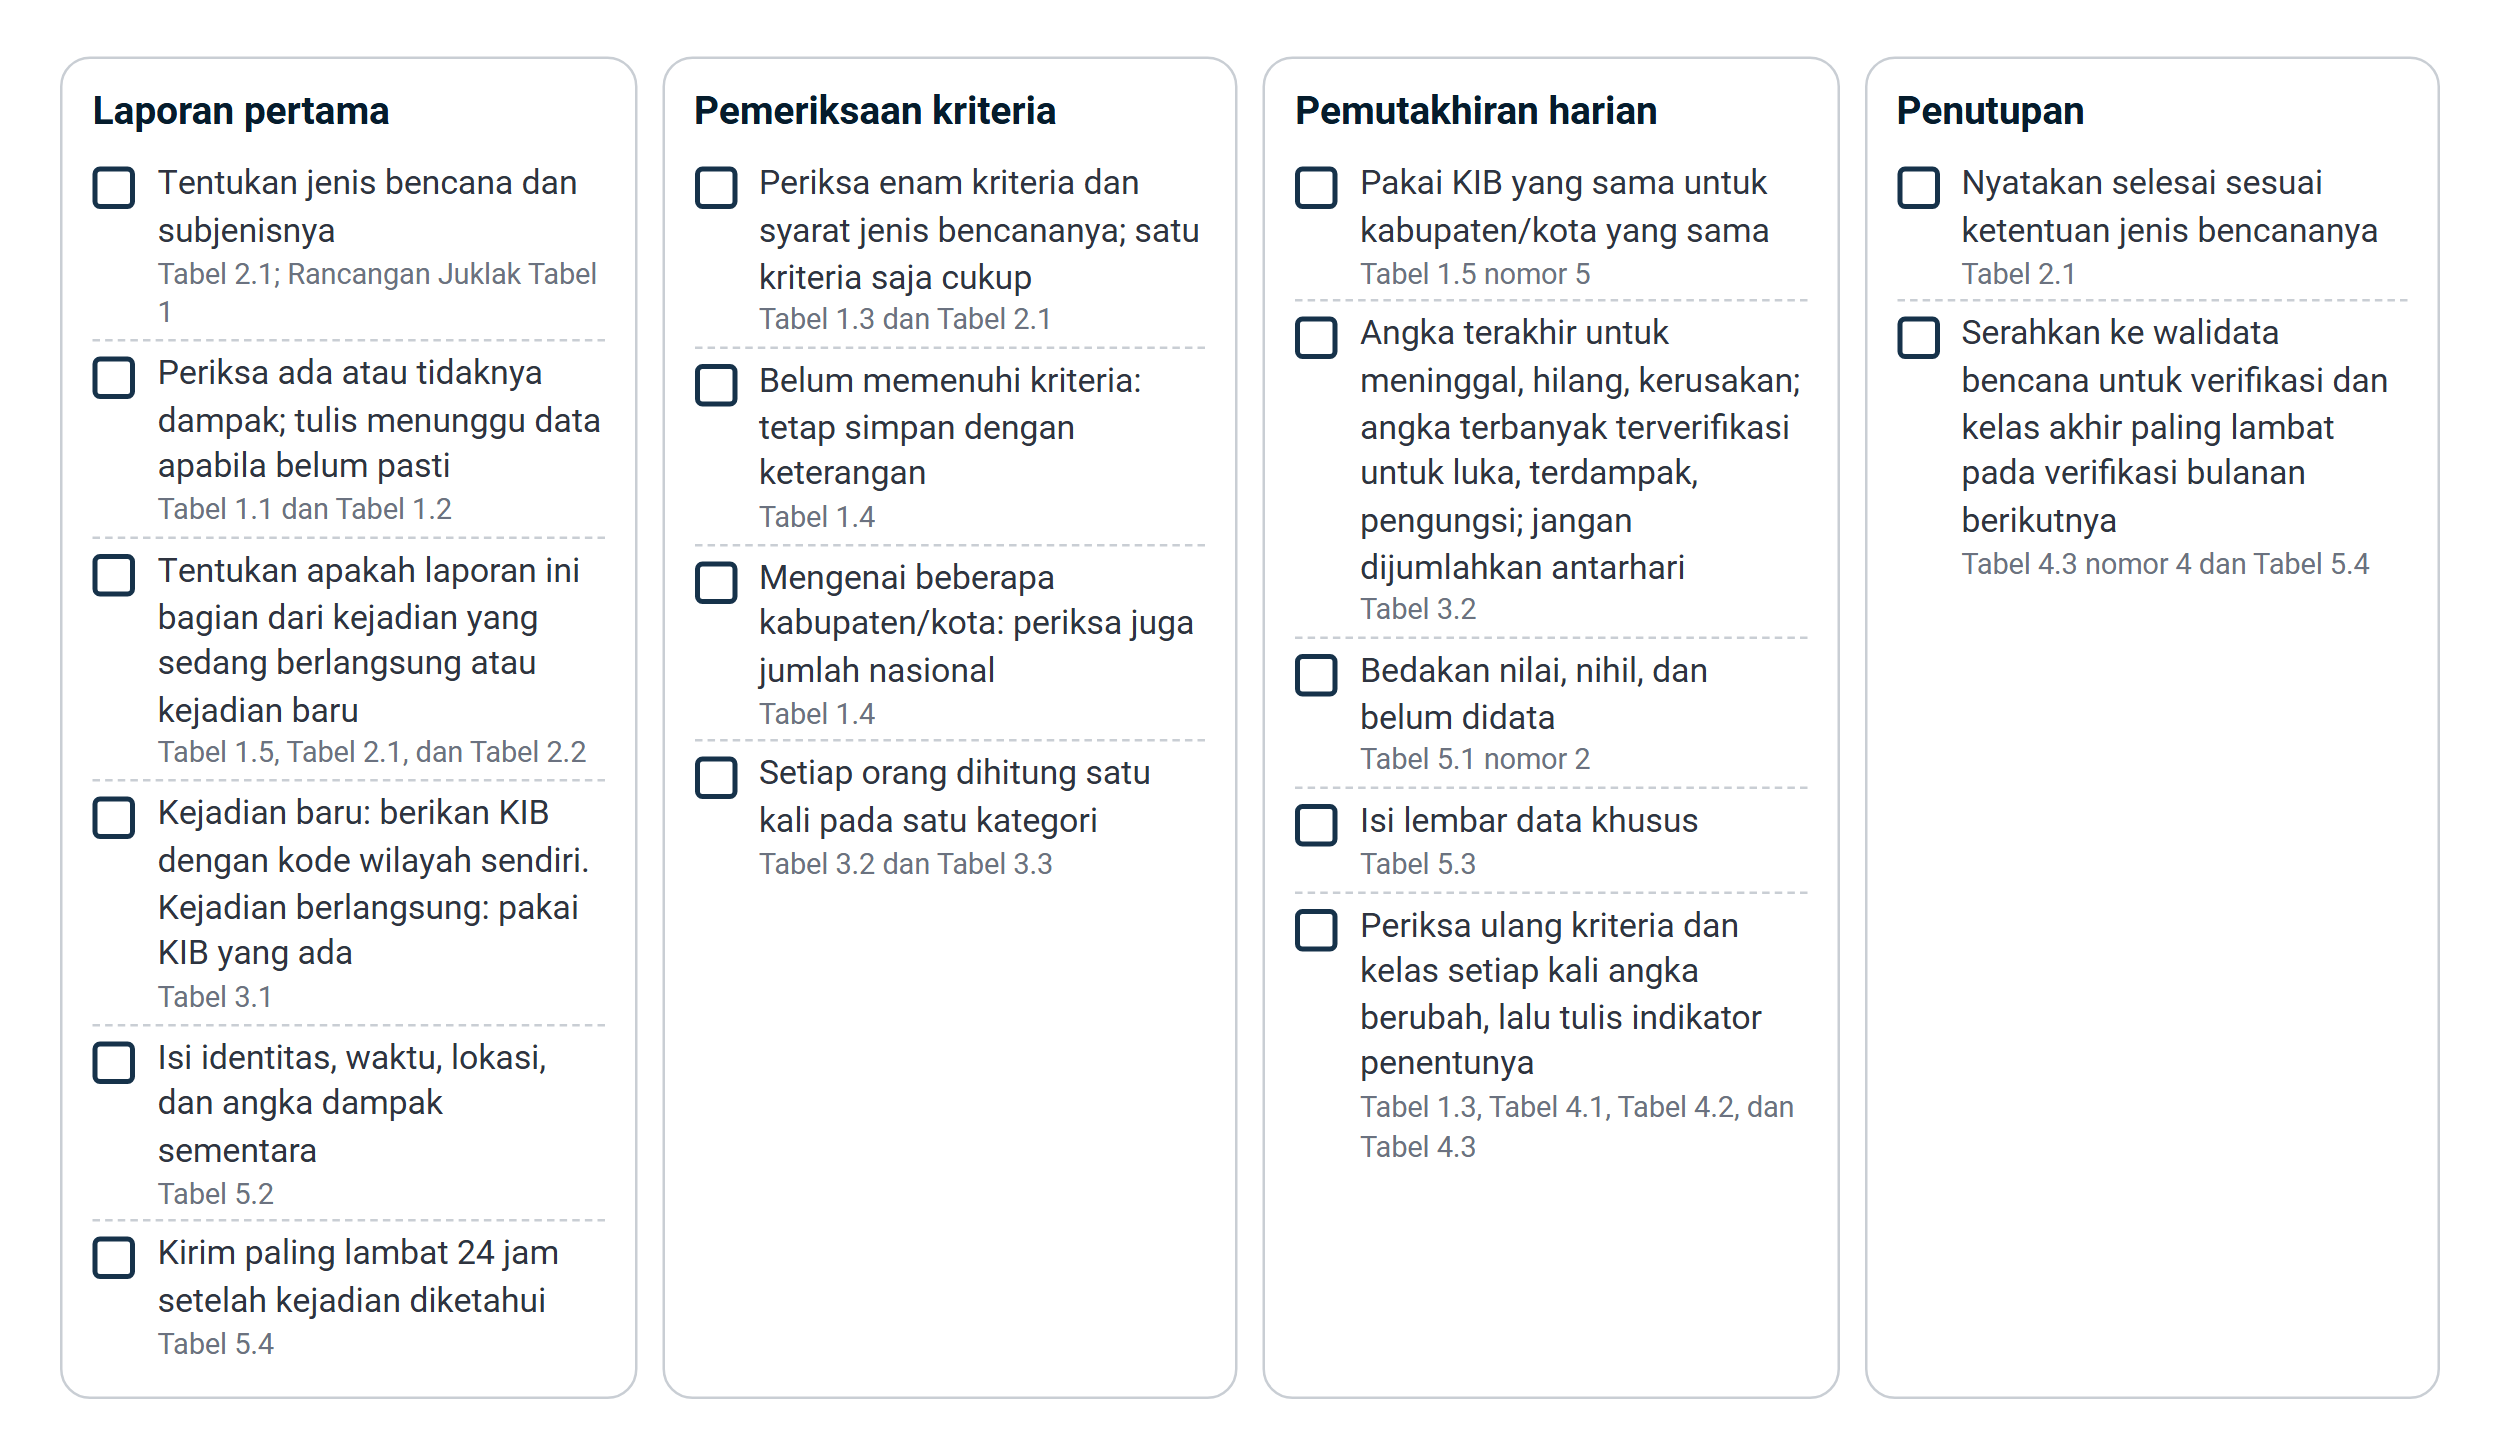 Laporan pertama
Tentukan jenis bencana dan
subjenisnya
Tabel 2.1; Rancangan Juklak Tabel
1
Periksa ada atau tidaknya
dampak; tulis menunggu data
apabila belum pasti
Tabel 1.1 dan Tabel 1.2
Tentukan apakah laporan ini
bagian dari kejadian yang
sedang berlangsung atau
kejadian baru
Tabel 1.5, Tabel 2.1, dan Tabel 2.2
Kejadian baru: berikan KIB
dengan kode wilayah sendiri.
Kejadian berlangsung: pakai
KIB yang ada
Tabel 3.1
Isi identitas, waktu, lokasi,
dan angka dampak
sementara
Tabel 5.2
Kirim paling lambat 24 jam
setelah kejadian diketahui
Tabel 5.4
Pemeriksaan kriteria
Periksa enam kriteria dan
syarat jenis bencananya; satu
kriteria saja cukup
Tabel 1.3 dan Tabel 2.1
Belum memenuhi kriteria:
tetap simpan dengan
keterangan
Tabel 1.4
Mengenai beberapa
kabupaten/kota: periksa juga
jumlah nasional
Tabel 1.4
Setiap orang dihitung satu
kali pada satu kategori
Tabel 3.2 dan Tabel 3.3
Pemutakhiran harian
Pakai KIB yang sama untuk
kabupaten/kota yang sama
Tabel 1.5 nomor 5
Angka terakhir untuk
meninggal, hilang, kerusakan;
angka terbanyak terverifikasi
untuk luka, terdampak,
pengungsi; jangan
dijumlahkan antarhari
Tabel 3.2
Bedakan nilai, nihil, dan
belum didata
Tabel 5.1 nomor 2
Isi lembar data khusus
Tabel 5.3
Periksa ulang kriteria dan
kelas setiap kali angka
berubah, lalu tulis indikator
penentunya
Tabel 1.3, Tabel 4.1, Tabel 4.2, dan
Tabel 4.3
Penutupan
Nyatakan selesai sesuai
ketentuan jenis bencananya
Tabel 2.1
Serahkan ke walidata
bencana untuk verifikasi dan
kelas akhir paling lambat
pada verifikasi bulanan
berikutnya
Tabel 4.3 nomor 4 dan Tabel 5.4